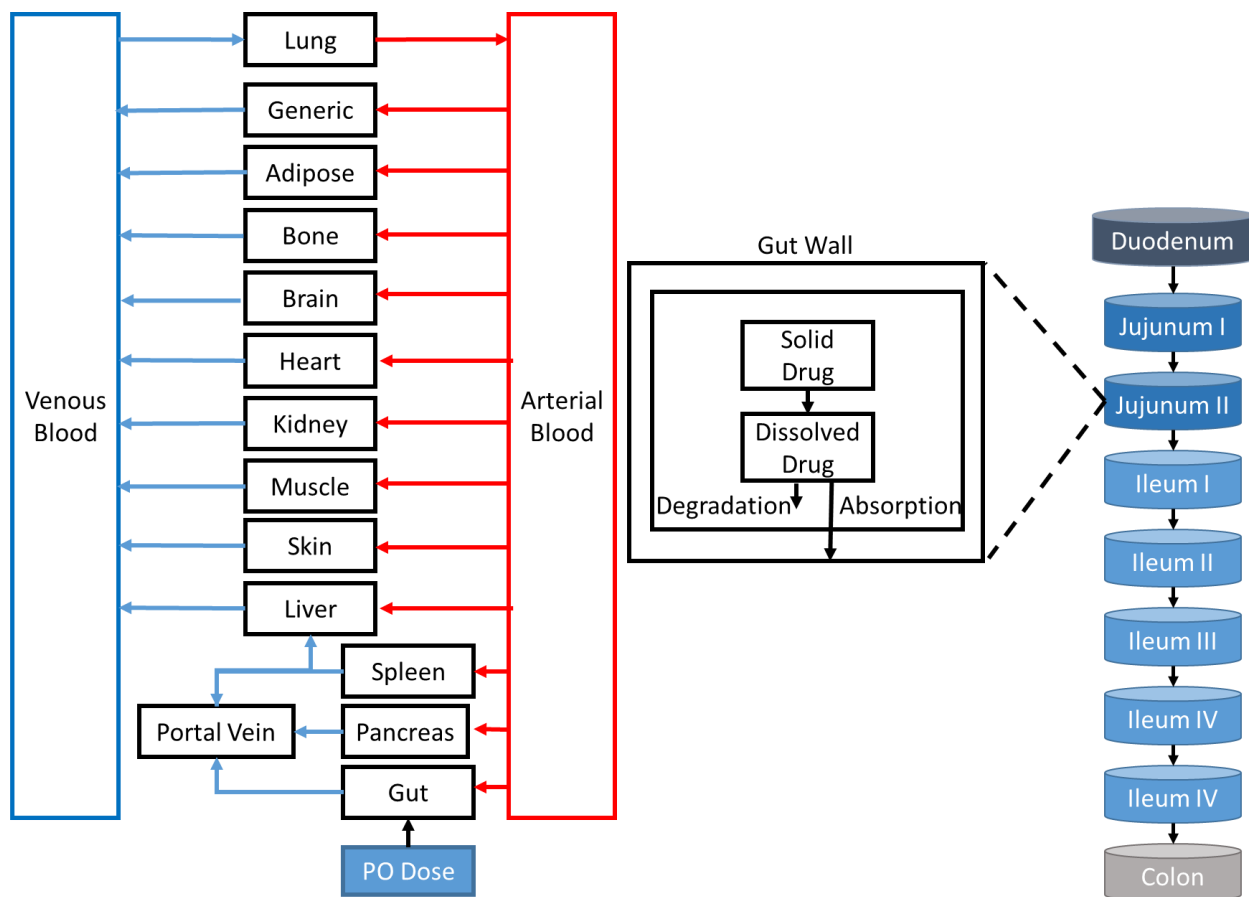 Lung
Generic
Adipose
Bone
Brain
Heart
Kidney
Muscle
Skin
Liver
Spleen
Portal Vein
Pancreas
Gut
PO Dose
Venous
Blood
Arterial
Blood
Gut Wall
Solid
Drug
Dissolved
Drug
Degradation
Absorption
Duodenum
Jujunum I
Jujunum II
Ileum I
Ileum II
Ileum III
Ileum IV
Ileum IV
Colon